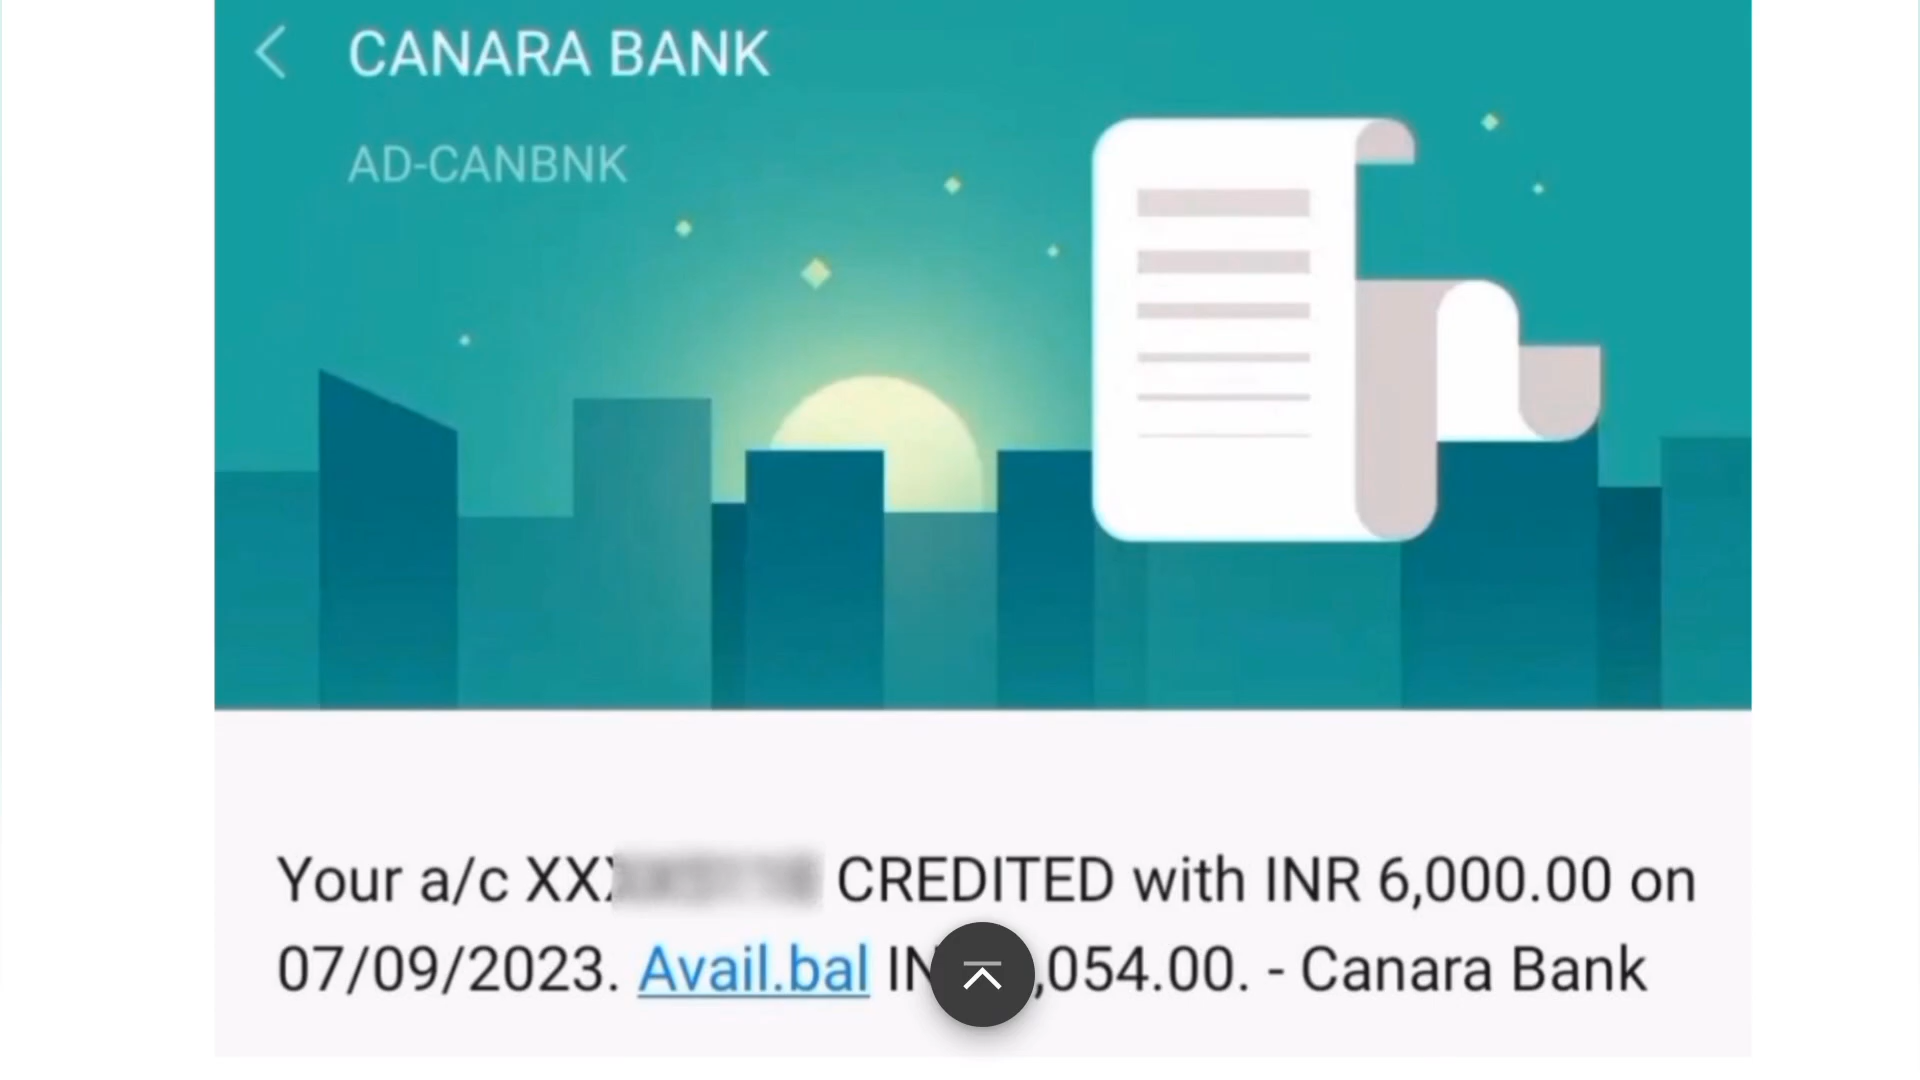 CANARA BANK
AD-CANBNK
Your a/c CREDITED with INR 6,000.00 on
07/09/2023. Avail.bal ,054.00. - Canara Bank